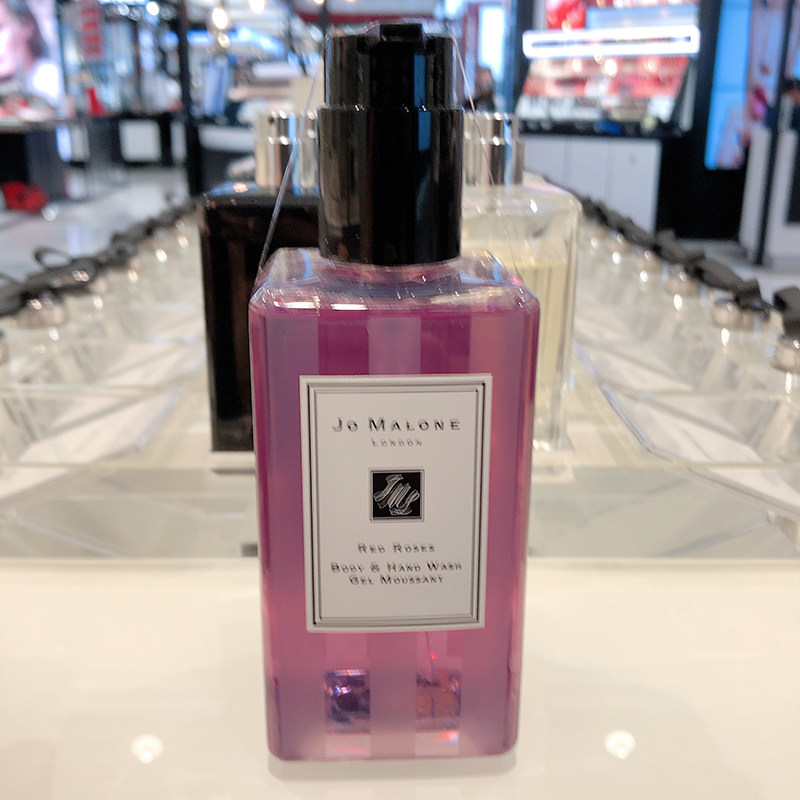 JO MALONE
LONDON
RED ROSES
BODY & HAND WASH
GEL MOUSSANT